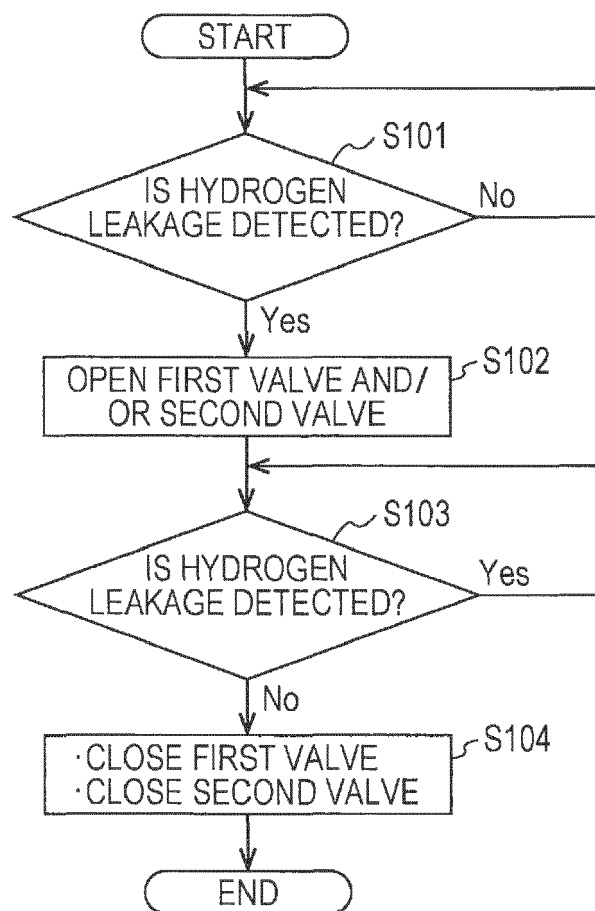 START
S101
IS HYDROGEN
LEAKAGE DETECTED?
No
Yes
S102
OPEN FIRST VALVE AND/
OR SECOND VALVE
S103
IS HYDROGEN
LEAKAGE DETECTED?
Yes
No
S104
·CLOSE FIRST VALVE
·CLOSE SECOND VALVE
END